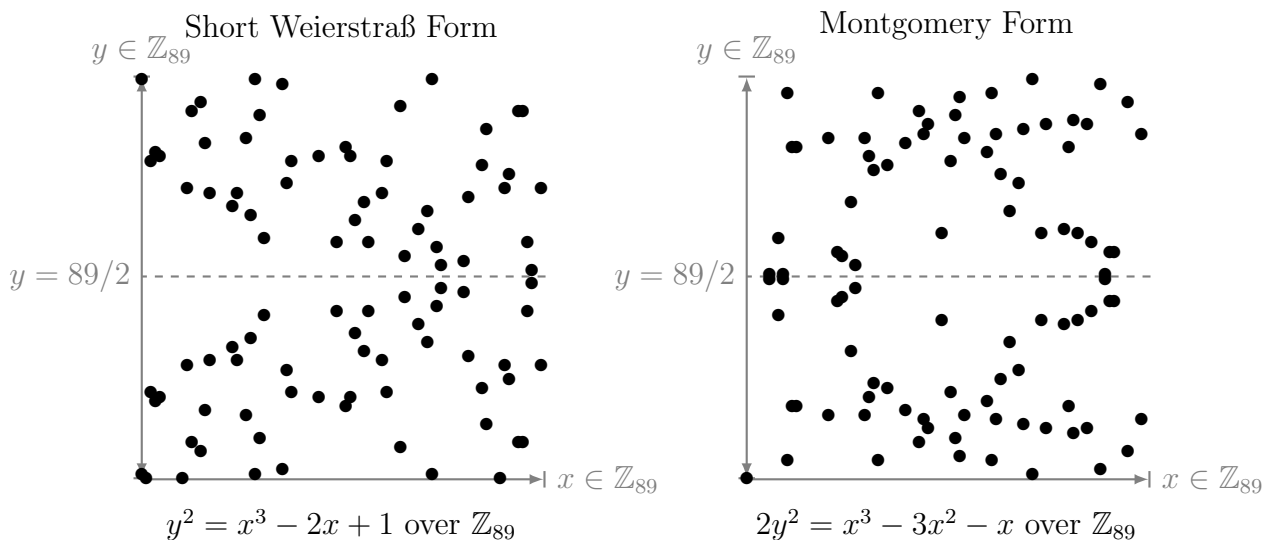 Short Weierstraß Form
y ∈ ℤ₈₉
y = 89/2
x ∈ ℤ₈₉
y² = x³ − 2x + 1 over ℤ₈₉
Montgomery Form
y ∈ ℤ₈₉
y = 89/2
x ∈ ℤ₈₉
2y² = x³ − 3x² − x over ℤ₈₉